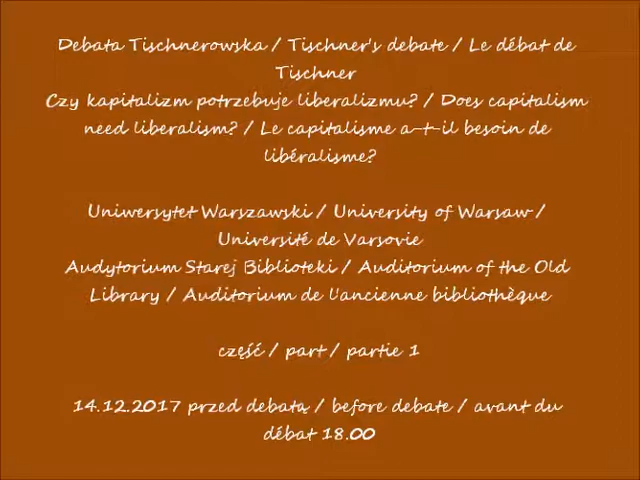 Debata Tischnerowska / Tischner's debate / Le débat de
Tischner
Czy kapitalizm potrzebuje liberalizmu? / Does capitalism
need liberalism? / Le capitalisme a-t-il besoin de
libéralisme?
Uniwersytet Warszawski / University of Warsaw /
Université de Varsovie
Audytorium Starej Biblioteki / Auditorium of the Old
Library / Auditorium de l'ancienne bibliothèque
część / part / partie 1
14.12.2017 przed debatą / before debate / avant du
débat 18.00